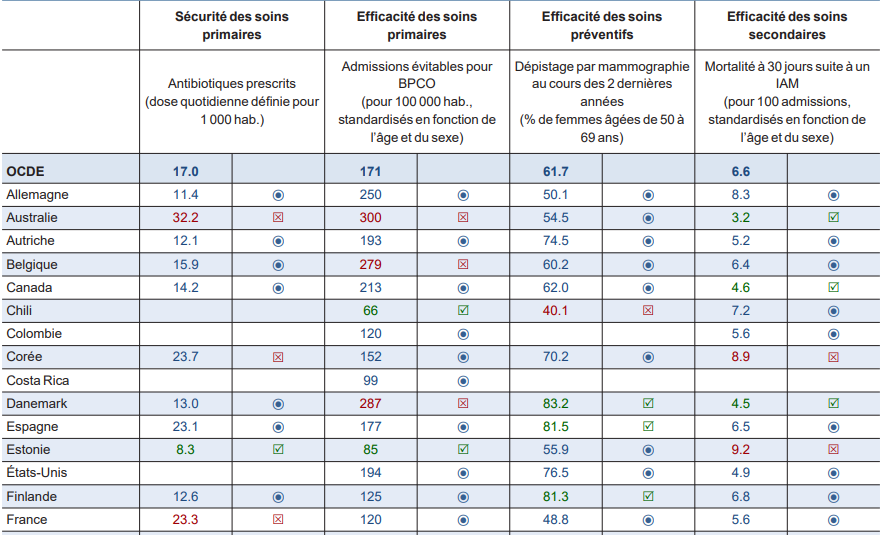 Sécurité des soins primaires | Efficacité des soins primaires | Efficacité des soins préventifs | Efficacité des soins secondaires
Antibiotiques prescrits (dose quotidienne définie pour 1 000 hab.) | Admissions évitables pour BPCO (pour 100 000 hab., standardisés en fonction de l'âge et du sexe) | Dépistage par mammographie au cours des 2 dernières années (% de femmes âgées de 50 à 69 ans) | Mortalité à 30 jours suite à un IAM (pour 100 admissions, standardisés en fonction de l'âge et du sexe)
OCDE 17.0 171 61.7 6.6
Allemagne 11.4 ◉ 250 ◉ 50.1 ◉ 8.3 ◉
Australie 32.2 ☒ 300 ☒ 54.5 ◉ 3.2 ☑
Autriche 12.1 ◉ 193 ◉ 74.5 ◉ 5.2 ◉
Belgique 15.9 ◉ 279 ☒ 60.2 ◉ 6.4 ◉
Canada 14.2 ◉ 213 ◉ 62.0 ◉ 4.6 ☑
Chili 66 ☑ 40.1 ☒ 7.2 ◉
Colombie 120 ◉ 5.6 ◉
Corée 23.7 ☒ 152 ◉ 70.2 ◉ 8.9 ☒
Costa Rica 99 ◉
Danemark 13.0 ◉ 287 ☒ 83.2 ☑ 4.5 ☑
Espagne 23.1 ◉ 177 ◉ 81.5 ☑ 6.5 ◉
Estonie 8.3 ☑ 85 ☑ 55.9 ◉ 9.2 ☒
États-Unis 194 ◉ 76.5 ◉ 4.9 ◉
Finlande 12.6 ◉ 125 ◉ 81.3 ☑ 6.8 ◉
France 23.3 ☒ 120 ◉ 48.8 ◉ 5.6 ◉